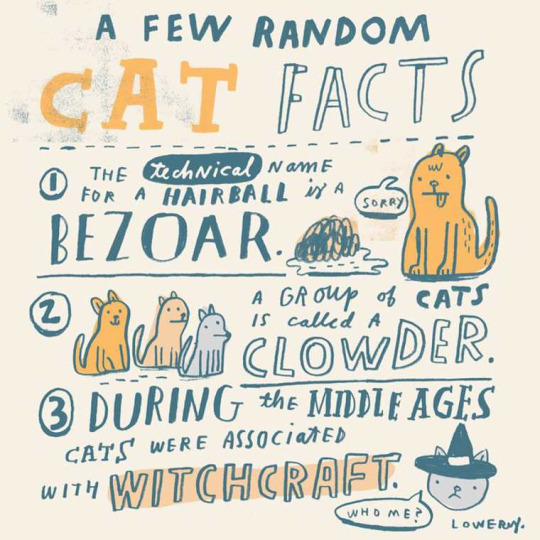 A FEW RANDOM
CAT FACTS
1 THE technical NAME
FOR A HAIRBALL is A
BEZOAR.
SORRY
2 A GROUP of CATS
IS called A
CLOWDER.
3 DURING the MIDDLE AGES
CATS WERE ASSOCIATED
WITH WITCHCRAFT.
WHO ME?
LOWERY.